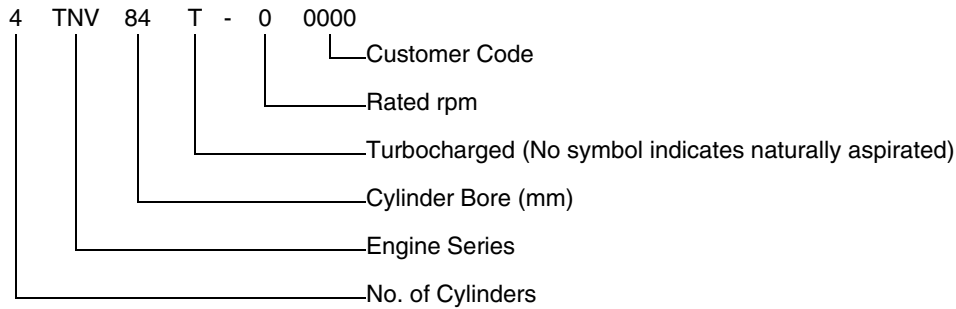 4 TNV 84 T - 0 0000
Customer Code
Rated rpm
Turbocharged (No symbol indicates naturally aspirated)
Cylinder Bore (mm)
Engine Series
No. of Cylinders